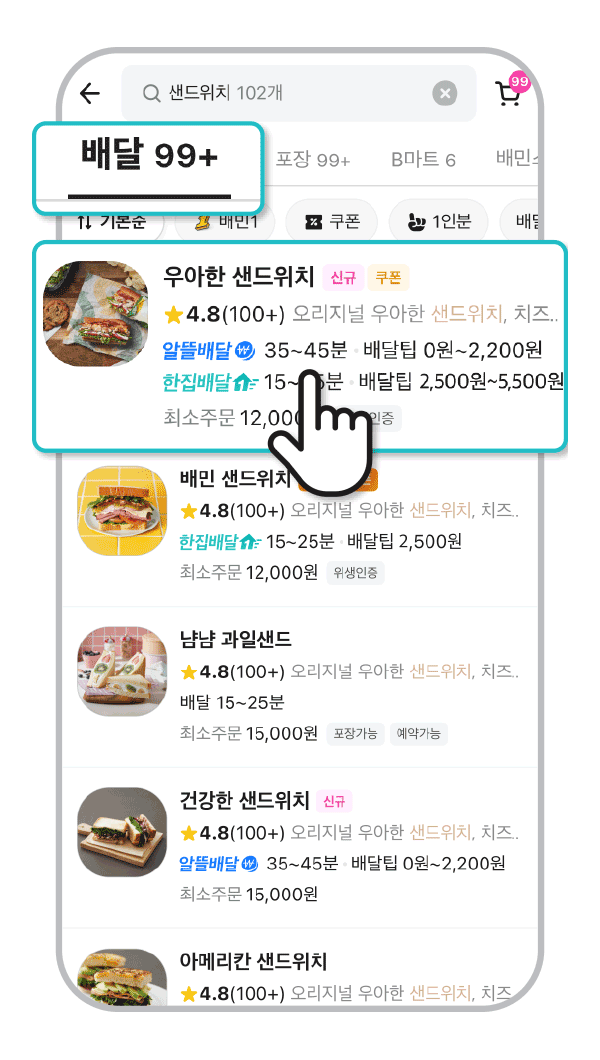 샌드위치 102개
99
배달 99+ 포장 99+ B마트 6 배민
기본순 배민1 쿠폰 1인분
우아한 샌드위치 신규 쿠폰
4.8(100+) 오리지널 우아한 샌드위치, 치즈..
알뜰배달 35~45분 · 배달팁 0원~2,200원
한집배달 15~ 5분 · 배달팁 2,500원~5,500원
최소주문 12,00 인증
배민 샌드위치
4.8(100+) 오리지널 우아한 샌드위치, 치즈..
한집배달 15~25분 · 배달팁 2,500원
최소주문 12,000원 위생인증
냠냠 과일샌드
4.8(100+) 오리지널 우아한 샌드위치, 치즈..
배달 15~25분
최소주문 15,000원 포장가능 예약가능
건강한 샌드위치 신규
4.8(100+) 오리지널 우아한 샌드위치, 치즈..
알뜰배달 35~45분 · 배달팁 0원~2,200원
최소주문 15,000원
아메리칸 샌드위치
4.8(100+) 오리지널 우아한 샌드위치, 치즈..